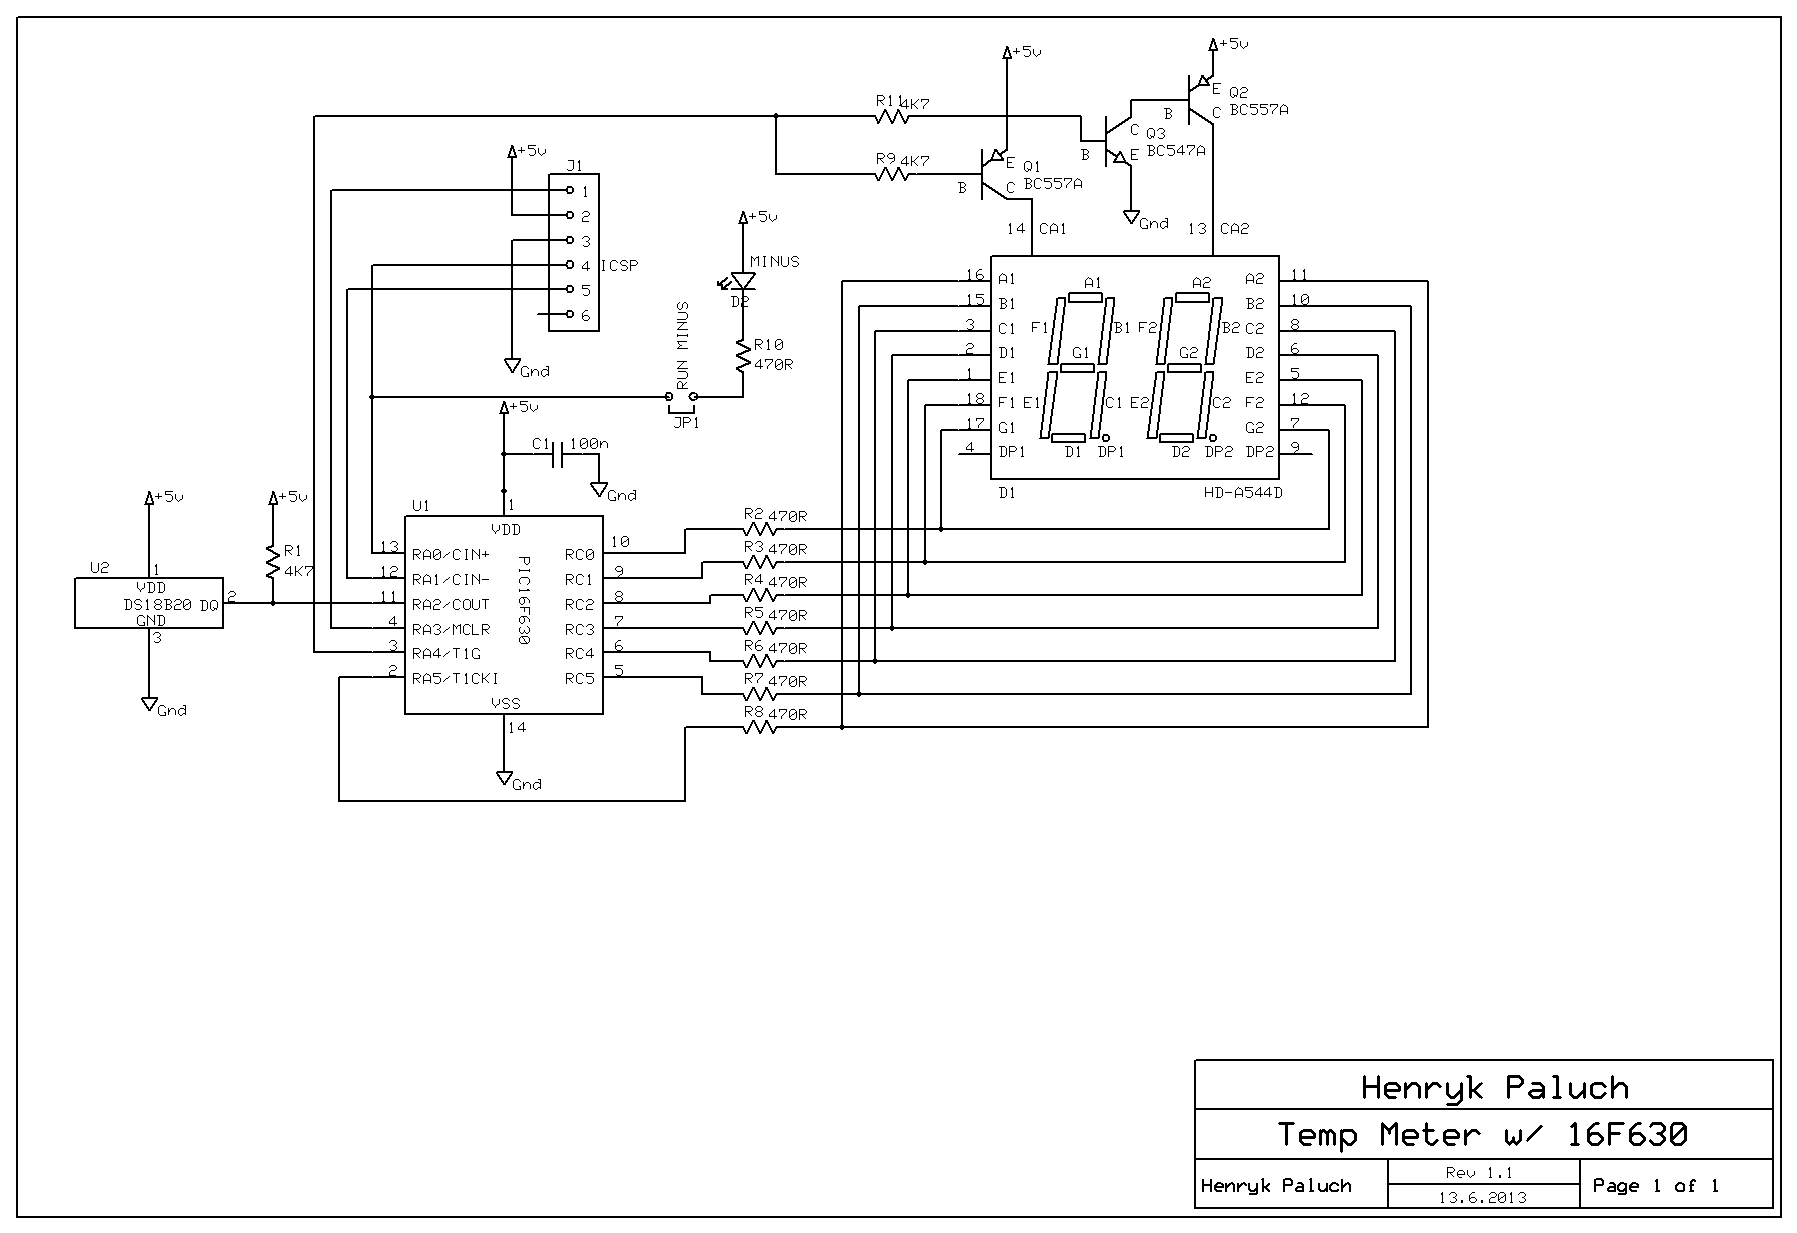 +5v
+5v
R11 4K7
E Q2
C BC557A
B
C Q3
B E BC547A
R9 4K7
E Q1
B C BC557A
Gnd
14 CA1
13 CA2
+5v
J1
1
2
3
4 ICSP
5
6
Gnd
+5v
MINUS
D2
R10
470R
RUN MINUS
JP1
16 A1
15 B1
3 C1
2 D1
1 E1
18 F1
17 G1
4 DP1
A1
F1 B1
G1
E1 C1
D1 DP1
A2
F2 B2
G2
E2 C2
D2 DP2
A2 11
B2 10
C2 8
D2 6
E2 5
F2 12
G2 7
DP2 9
D1
HD-A544D
+5v
C1 100n
Gnd
+5v
+5v
R1
4K7
U2
1
VDD
DS18B20 DQ 2
GND
3
Gnd
U1
1
VDD
PIC16F630
13 RA0/CIN+
12 RA1/CIN-
11 RA2/COUT
4 RA3/MCLR
3 RA4/T1G
2 RA5/T1CKI
RC0 10
RC1 9
RC2 8
RC3 7
RC4 6
RC5 5
VSS
14
Gnd
R2 470R
R3 470R
R4 470R
R5 470R
R6 470R
R7 470R
R8 470R
Henryk Paluch
Temp Meter w/ 16F630
Henryk Paluch
Rev 1.1
13.6.2013
Page 1 of 1